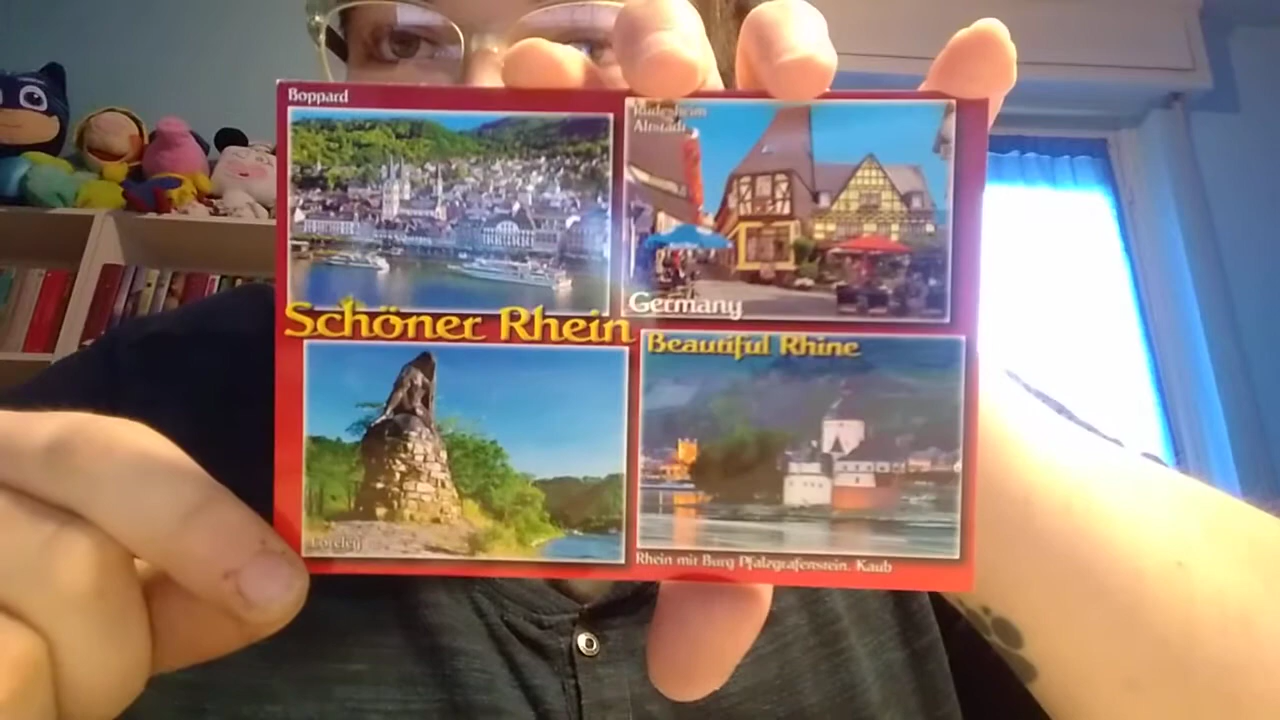 Boppard
Rüdesheim
Altstadt
Germany
Schöner Rhein
Beautiful Rhine
Loreley
Rhein mit Burg Pfalzgrafenstein, Kaub